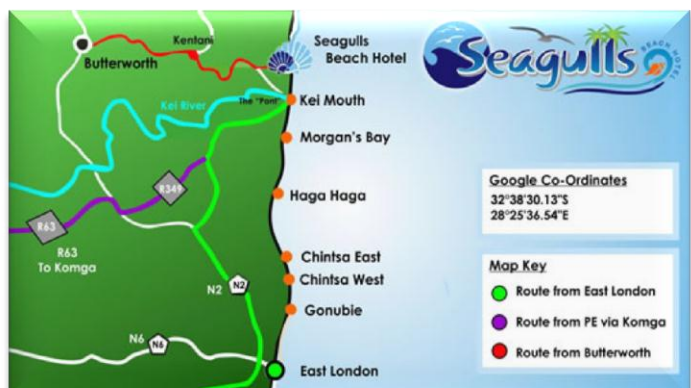 Kentani
Butterworth
Seagulls
Beach Hotel
Seagulls
BEACH HOTEL
Kei River
The "Pont"
Kei Mouth
Morgan's Bay
R349
Haga Haga
R63
R63
To Komga
Chintsa East
Chintsa West
N2
N2
Gonubie
N6
N6
East London
Google Co-Ordinates
32°38'30.13"S
28°25'36.54"E
Map Key
Route from East London
Route from PE via Komga
Route from Butterworth